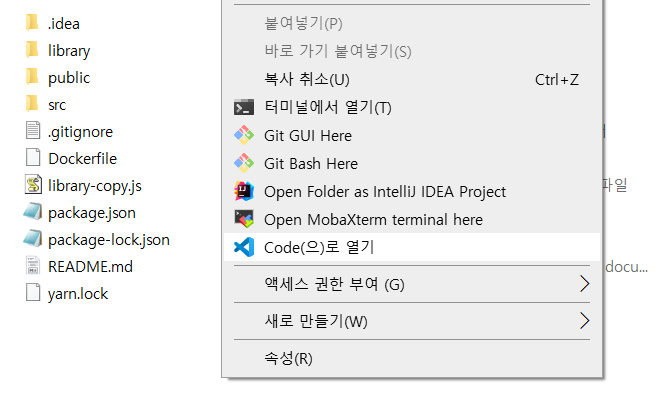 .idea
library
public
src
.gitignore
Dockerfile
library-copy.js
package.json
package-lock.json
README.md
yarn.lock
붙여넣기(P)
바로 가기 붙여넣기(S)
복사 취소(U) Ctrl+Z
터미널에서 열기(T)
Git GUI Here
Git Bash Here
Open Folder as IntelliJ IDEA Project
Open MobaXterm terminal here
Code(으)로 열기
액세스 권한 부여 (G)
새로 만들기(W)
속성(R)
파일
docu...